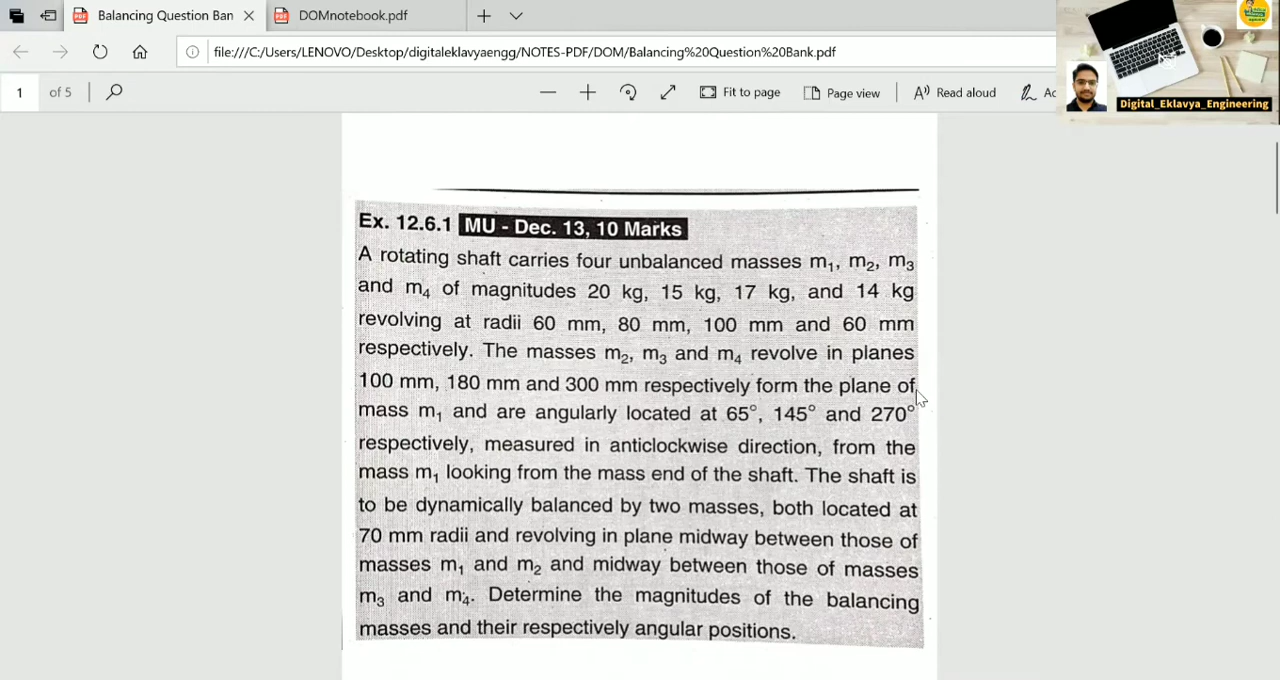 Balancing Question Ban
DOMnotebook.pdf
file:///C:/Users/LENOVO/Desktop/digitaleklavyaengg/NOTES-PDF/DOM/Balancing%20Question%20Bank.pdf
1 of 5
Fit to page
Page view
Read aloud
Ac
Digital_Eklavya_Engineering
Ex. 12.6.1 MU - Dec. 13, 10 Marks
A rotating shaft carries four unbalanced masses m₁, m₂, m₃
and m₄ of magnitudes 20 kg, 15 kg, 17 kg, and 14 kg
revolving at radii 60 mm, 80 mm, 100 mm and 60 mm
respectively. The masses m₂, m₃ and m₄ revolve in planes
100 mm, 180 mm and 300 mm respectively form the plane of
mass m₁ and are angularly located at 65°, 145° and 270°
respectively, measured in anticlockwise direction, from the
mass m₁ looking from the mass end of the shaft. The shaft is
to be dynamically balanced by two masses, both located at
70 mm radii and revolving in plane midway between those of
masses m₁ and m₂ and midway between those of masses
m₃ and m₄. Determine the magnitudes of the balancing
masses and their respectively angular positions.